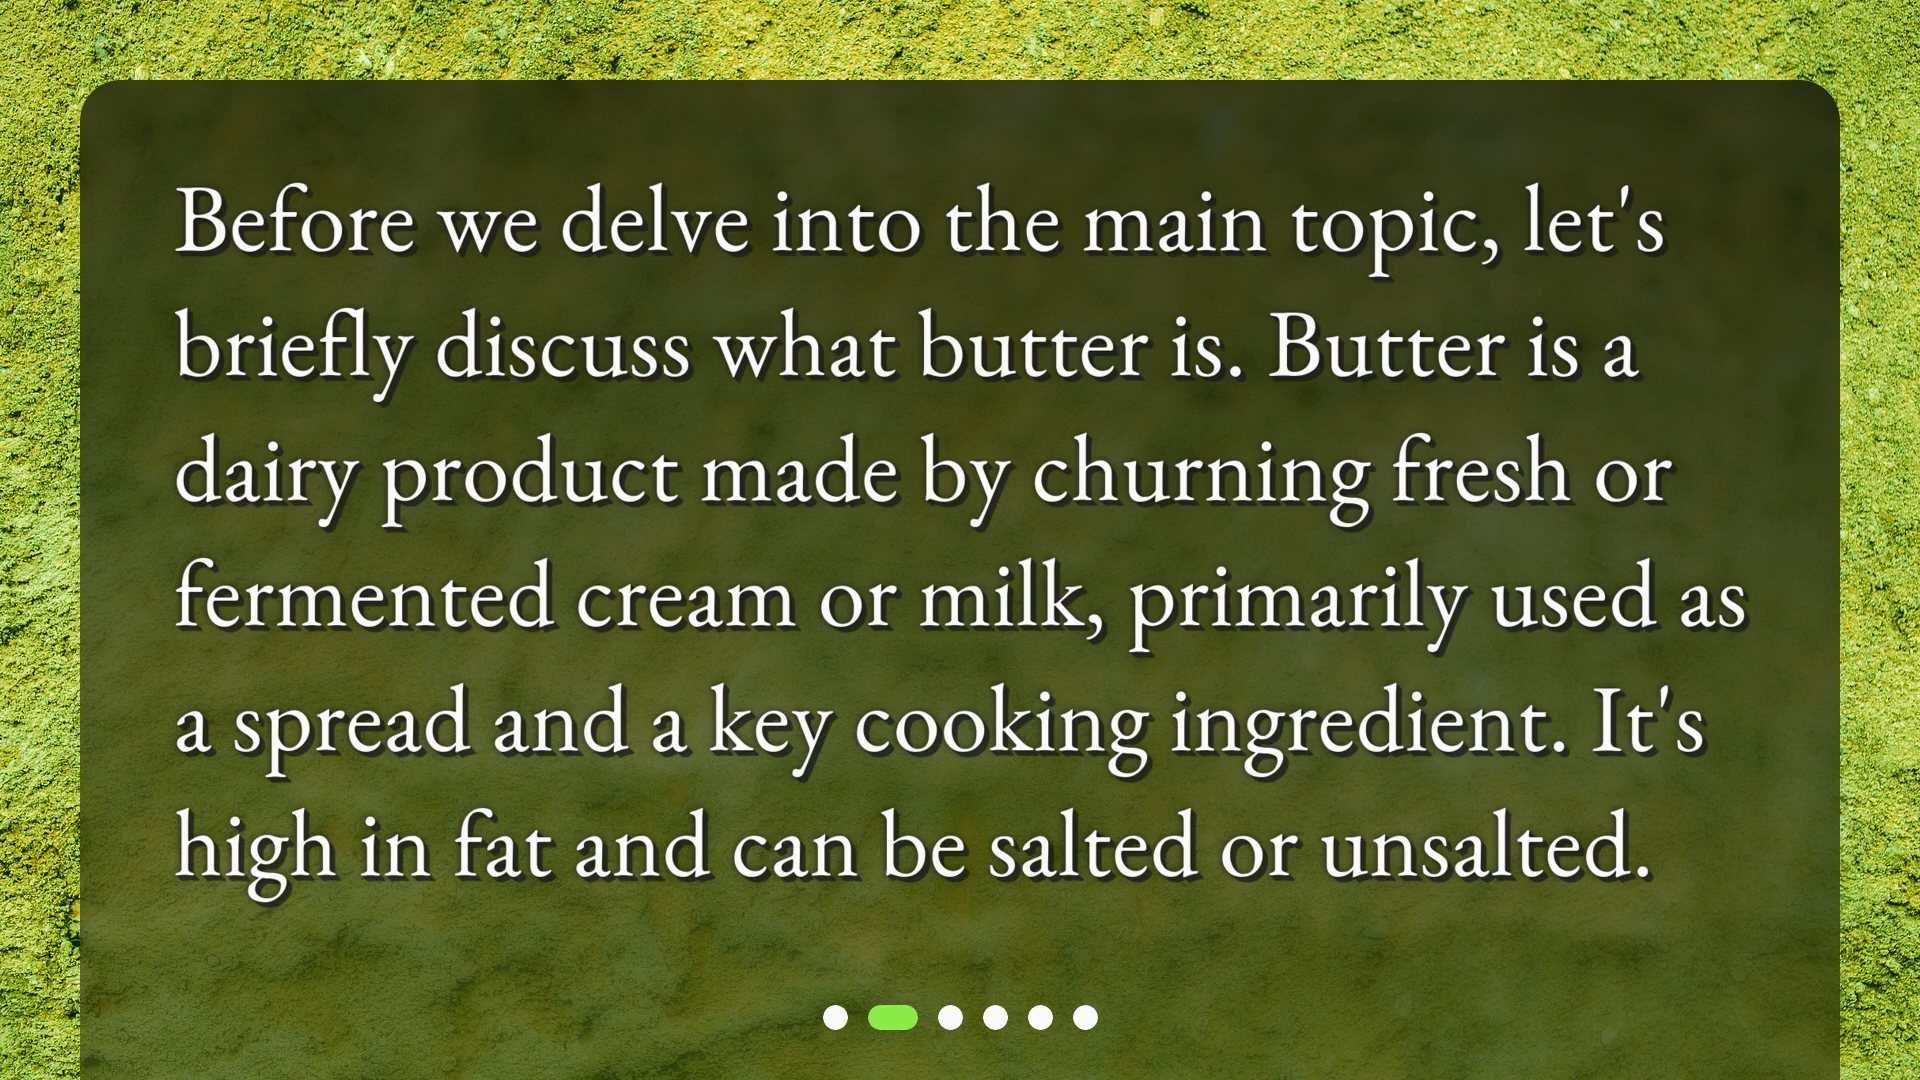 Before we delve into the main topic, let's
briefly discuss what butter is. Butter is a
dairy product made by churning fresh or
fermented cream or milk, primarily used as
a spread and a key cooking ingredient. It's
high in fat and can be salted or unsalted.